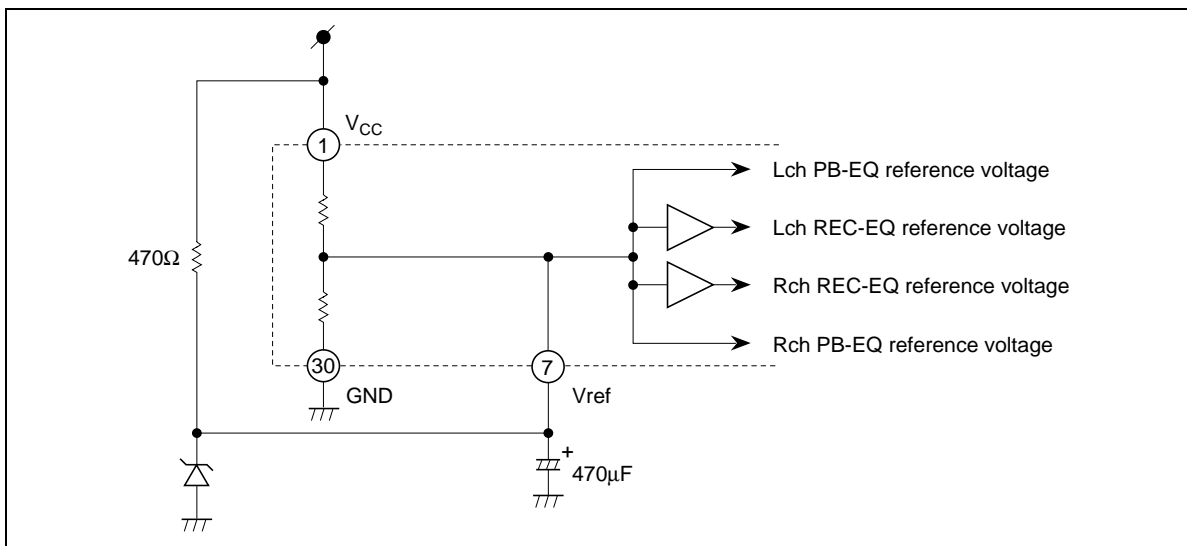 V_CC
1
Lch PB-EQ reference voltage
Lch REC-EQ reference voltage
470Ω
Rch REC-EQ reference voltage
Rch PB-EQ reference voltage
30
7
GND
Vref
+
470µF